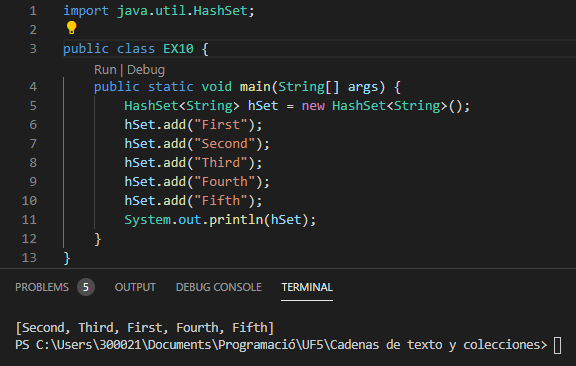 1 import java.util.HashSet;
2
3 public class EX10 {
Run | Debug
4 public static void main(String[] args) {
5 HashSet<String> hSet = new HashSet<String>();
6 hSet.add("First");
7 hSet.add("Second");
8 hSet.add("Third");
9 hSet.add("Fourth");
10 hSet.add("Fifth");
11 System.out.println(hSet);
12 }
13 }
PROBLEMS 5 OUTPUT DEBUG CONSOLE TERMINAL
[Second, Third, First, Fourth, Fifth]
PS C:\Users\300021\Documents\Programació\UF5\Cadenas de texto y colecciones>